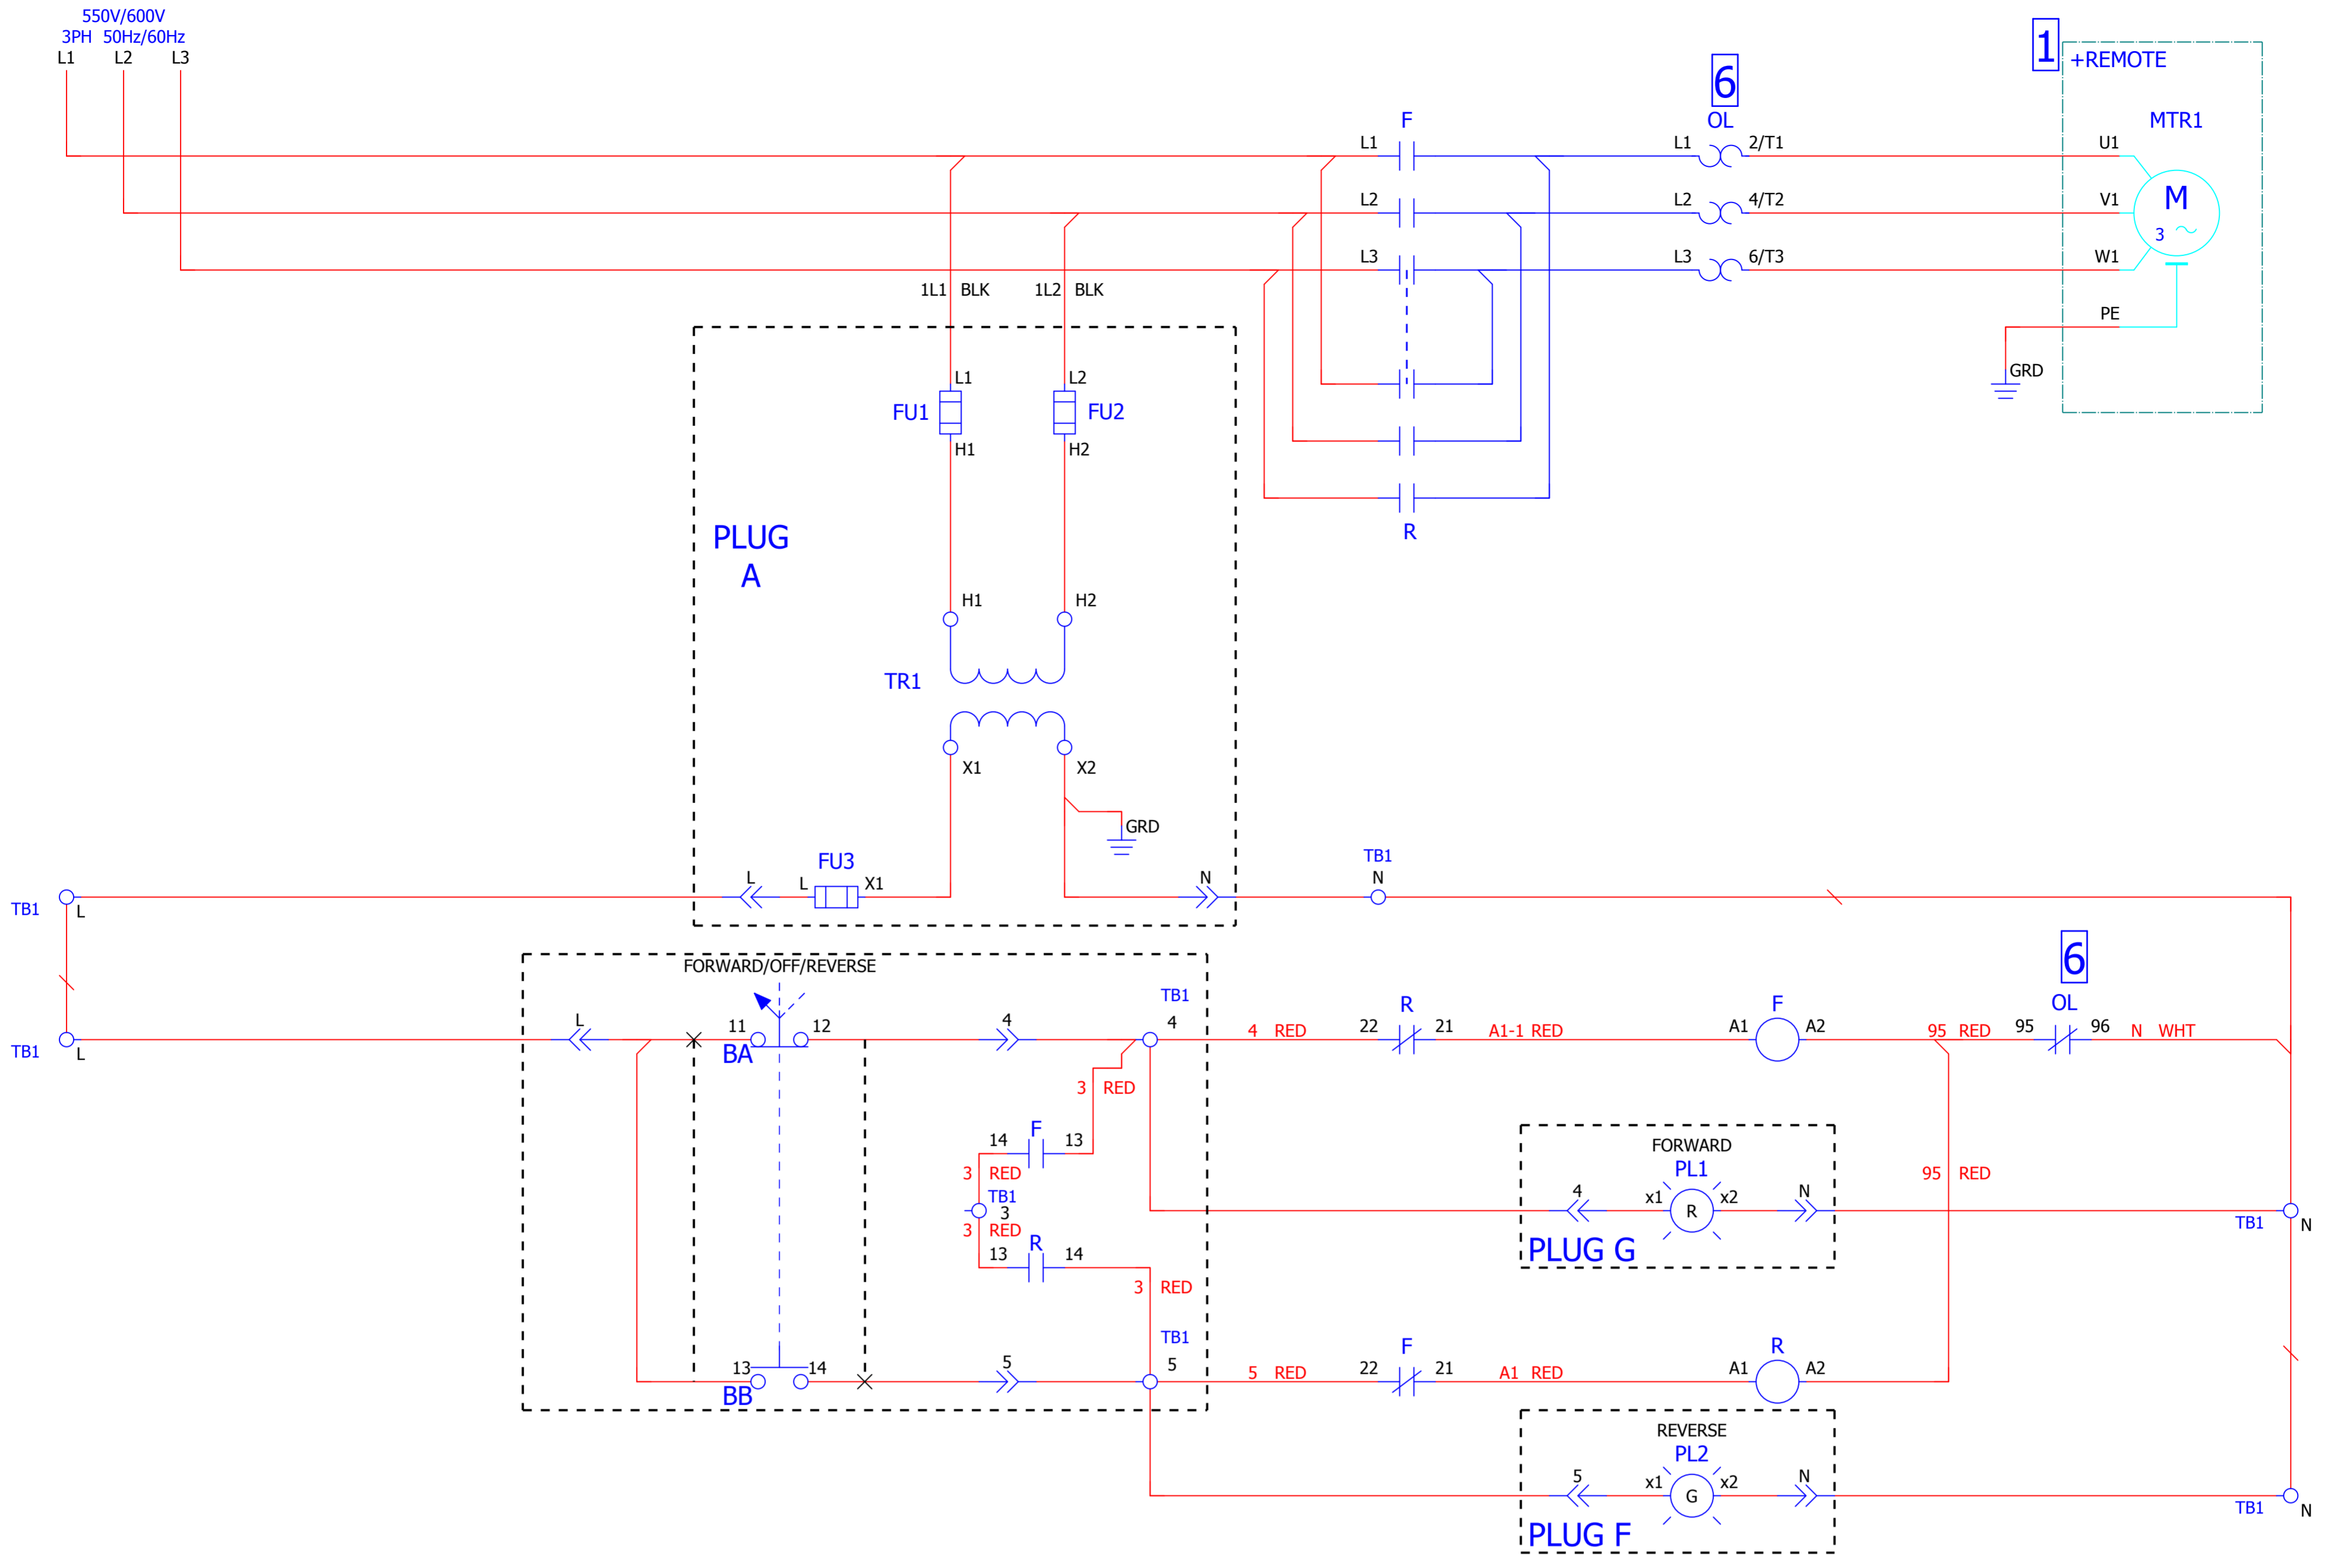 550V/600V
3PH 50Hz/60Hz
L1 L2 L3
1
+REMOTE
6
F
OL
MTR1
L1
L1 2/T1
U1
L2
L2 4/T2
V1
M
3
L3
L3 6/T3
W1
1L1 BLK
1L2 BLK
PE
GRD
L1
L2
FU1
FU2
H1
H2
R
PLUG
A
H1
H2
TR1
X1
X2
GRD
FU3
L
L X1
N
TB1
N
TB1
L
FORWARD/OFF/REVERSE
6
TB1
L
L
11 12
BA
4
TB1
4
4 RED
R
22 21
A1-1 RED
F
A1 A2
95 RED
OL
95 96
N WHT
3 RED
F
14 13
3 RED
TB1
3
3 RED
R
13 14
3 RED
FORWARD
PL1
4
x1 x2
R
N
PLUG G
95 RED
TB1
N
13 14
BB
5
TB1
5
5 RED
F
22 21
A1 RED
R
A1 A2
REVERSE
PL2
5
x1 x2
G
N
PLUG F
TB1
N